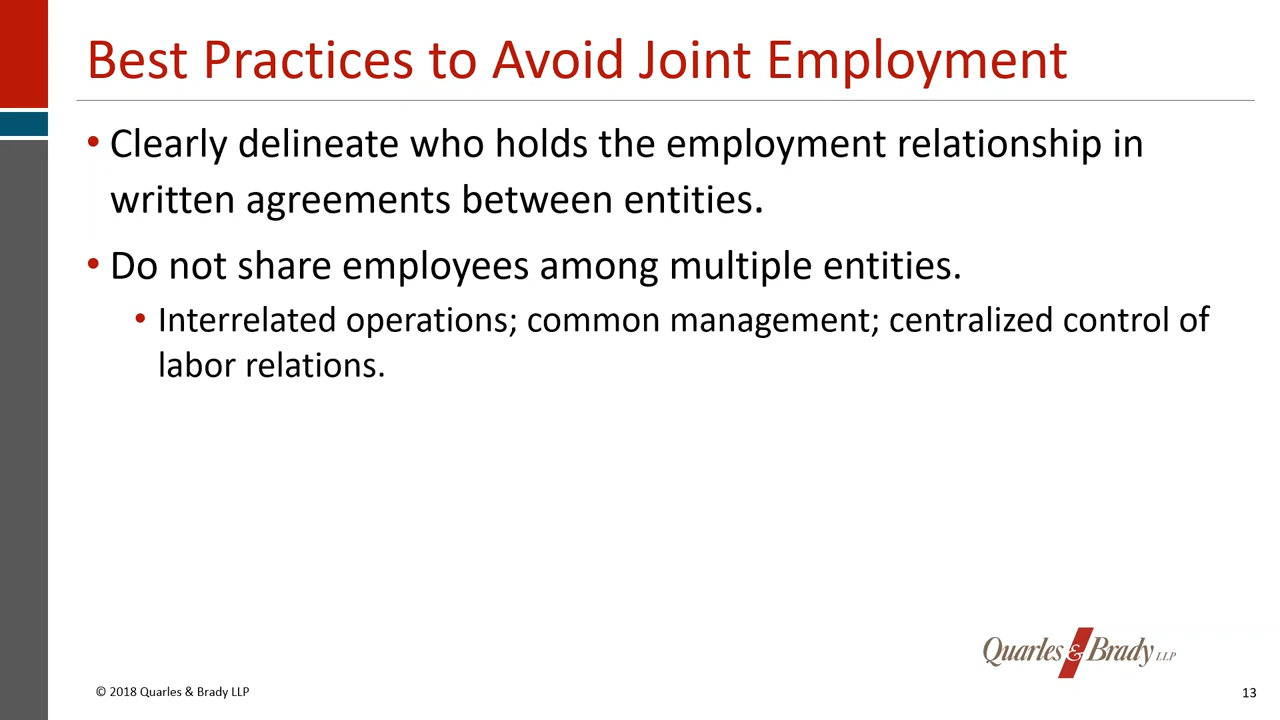 Best Practices to Avoid Joint Employment
• Clearly delineate who holds the employment relationship in
written agreements between entities.
• Do not share employees among multiple entities.
• Interrelated operations; common management; centralized control of
labor relations.
Quarles & Brady LLP
© 2018 Quarles & Brady LLP
13